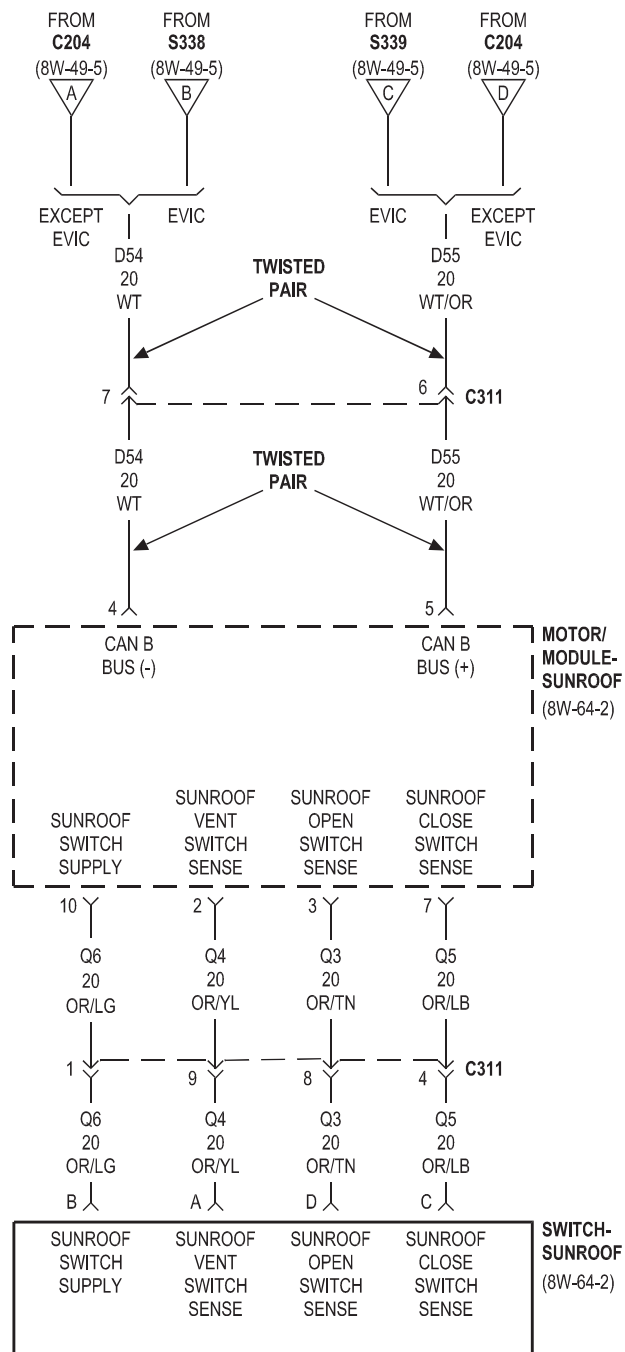 FROM FROM FROM FROM
C204 S338 S339 C204
(8W-49-5) (8W-49-5) (8W-49-5) (8W-49-5)
A B C D
EXCEPT EVIC EVIC EXCEPT
EVIC EVIC
D54 D55
20 20
WT WT/OR
TWISTED
PAIR
7 6 C311
D54 D55
20 20
WT WT/OR
TWISTED
PAIR
4 5
CAN B CAN B
BUS (-) BUS (+)
MOTOR/
MODULE-
SUNROOF
(8W-64-2)
SUNROOF SUNROOF SUNROOF
SUNROOF VENT OPEN CLOSE
SWITCH SWITCH SWITCH SWITCH
SUPPLY SENSE SENSE SENSE
10 2 3 7
Q6 Q4 Q3 Q5
20 20 20 20
OR/LG OR/YL OR/TN OR/LB
1 9 8 4 C311
Q6 Q4 Q3 Q5
20 20 20 20
OR/LG OR/YL OR/TN OR/LB
B A D C
SUNROOF SUNROOF SUNROOF SUNROOF
SWITCH VENT OPEN CLOSE
SUPPLY SWITCH SWITCH SWITCH
SENSE SENSE SENSE
SWITCH-
SUNROOF
(8W-64-2)